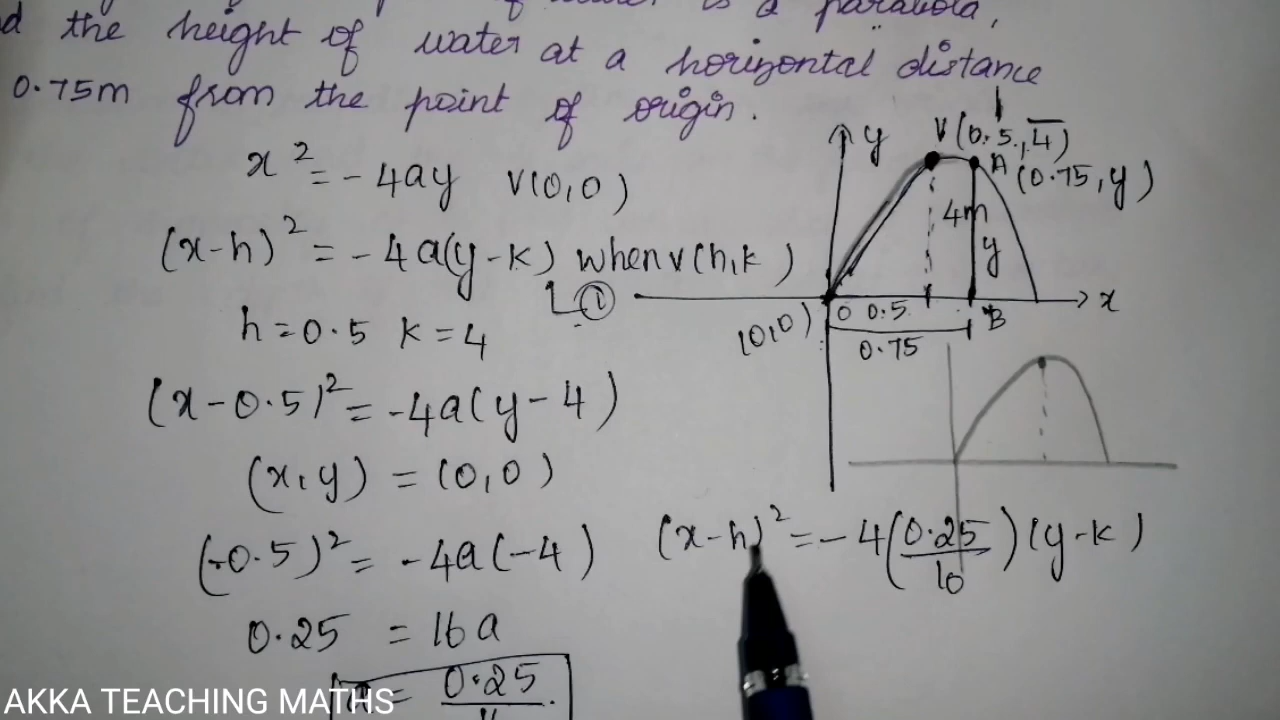 the height of water at a horizontal distance
0.75m from the point of origin.
x² = -4ay V(0,0)
(x-h)² = -4a(y-k) when v(h,k)
①
h = 0.5 k = 4
(x-0.5)² = -4a(y-4)
(x,y) = (0,0)
(-0.5)² = -4a(-4)
0.25 = 16a
a = 0.25
y
V(0.5, 4)
A (0.75, y)
4m
y
x
(0,0)
O 0.5
B
0.75
(x-h)² = -4(0.25/16)(y-k)
AKKA TEACHING MATHS